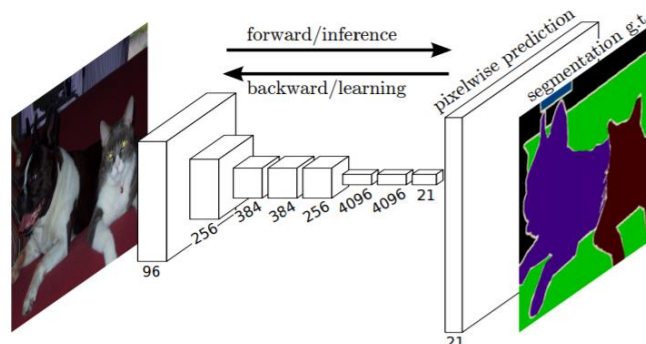 forward/inference
backward/learning
pixelwise prediction
segmentation g.t.
96
256
384
384
256
4096
4096
21
21